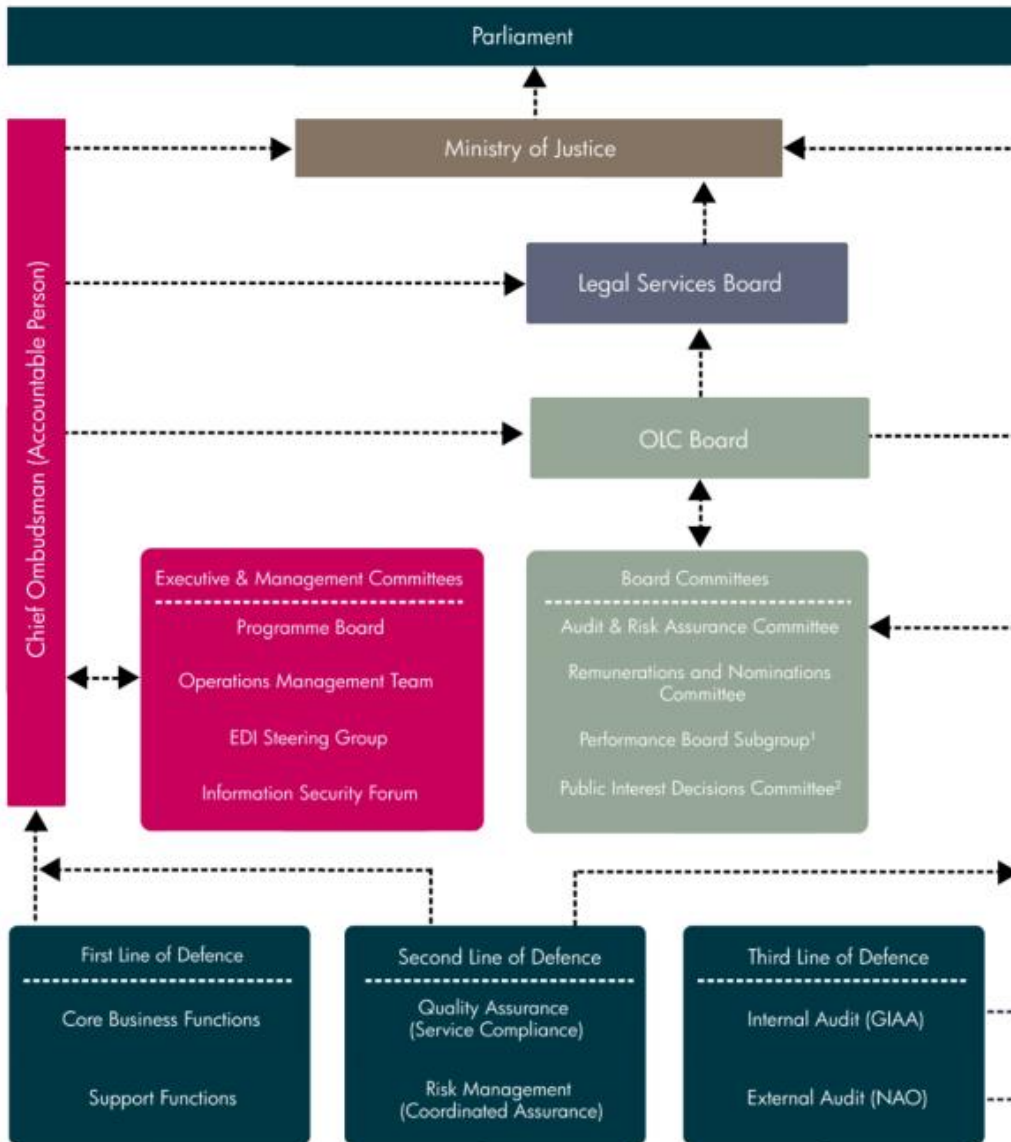 Parliament
Ministry of Justice
Legal Services Board
OLC Board
Chief Ombudsman (Accountable Person)
Executive & Management Committees
Programme Board
Operations Management Team
EDI Steering Group
Information Security Forum
Board Committees
Audit & Risk Assurance Committee
Remunerations and Nominations
Committee
Performance Board Subgroup¹
Public Interest Decisions Committee²
First Line of Defence
Core Business Functions
Support Functions
Second Line of Defence
Quality Assurance
(Service Compliance)
Risk Management
(Coordinated Assurance)
Third Line of Defence
Internal Audit (GIAA)
External Audit (NAO)